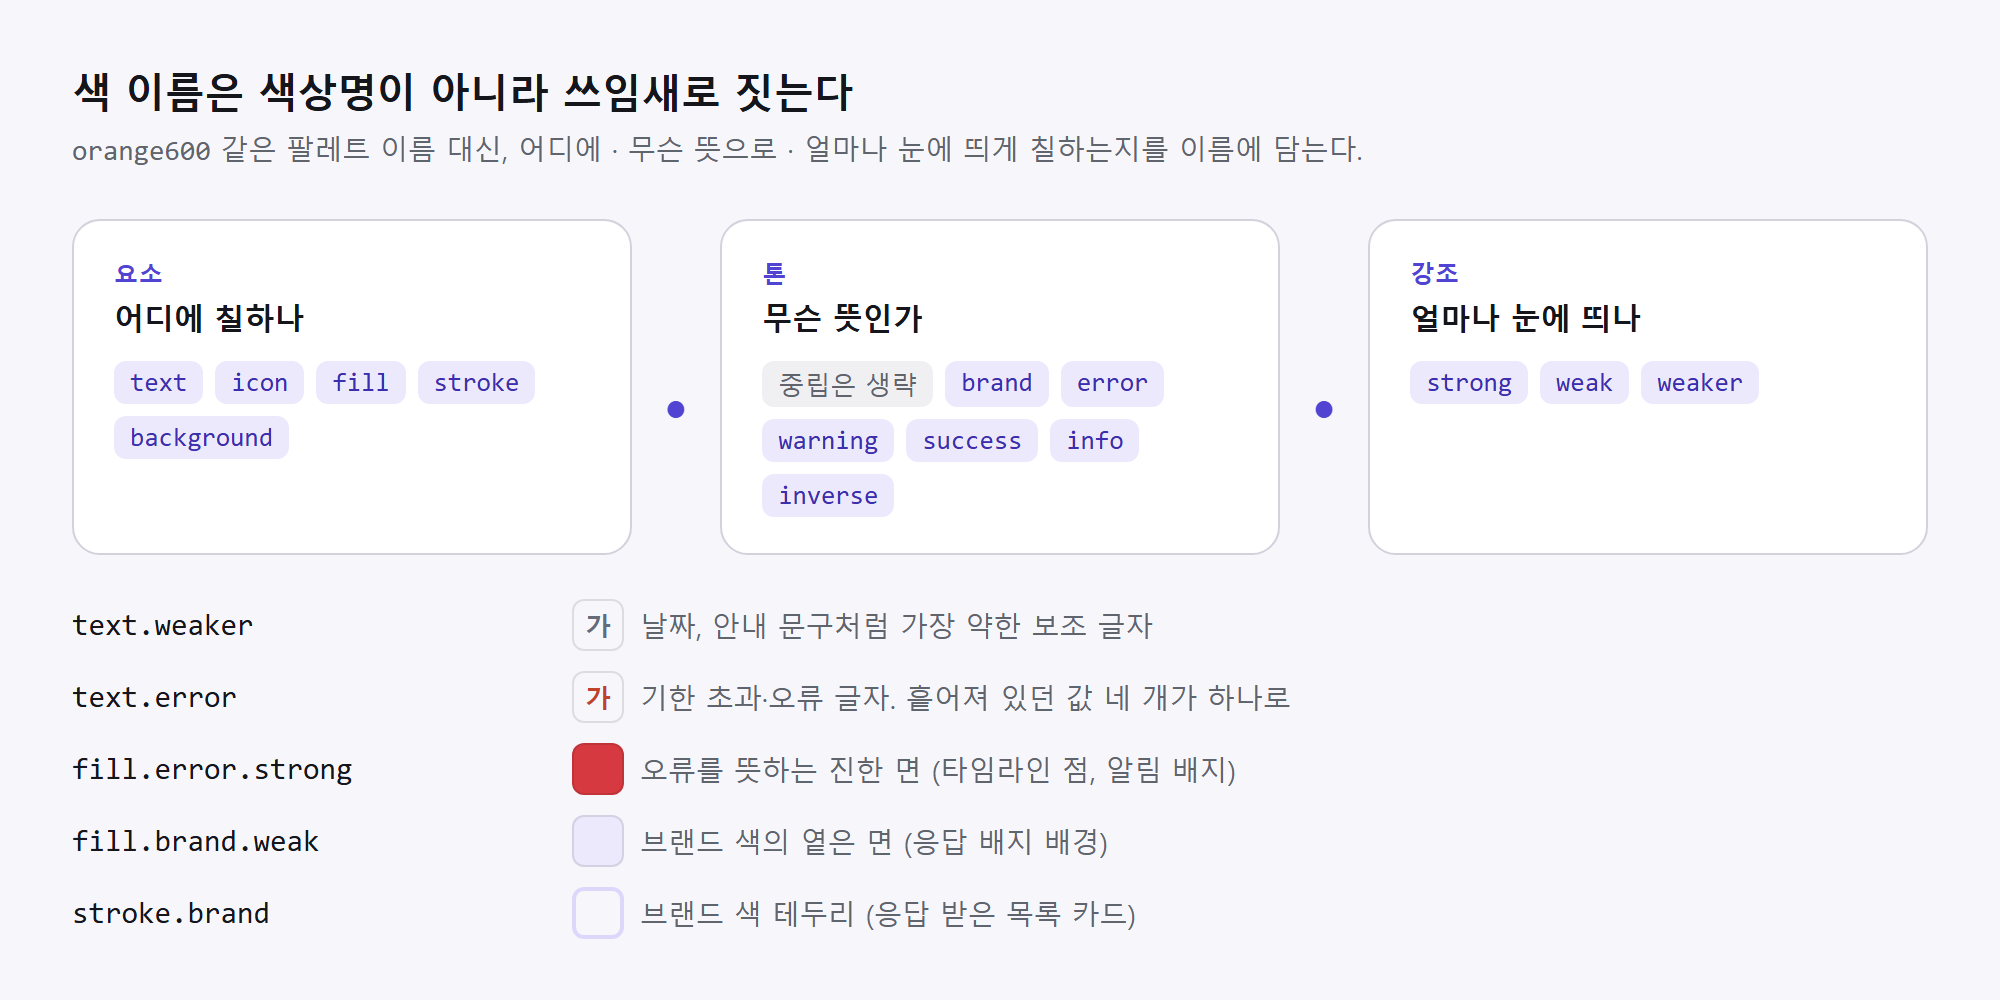 색 이름은 색상명이 아니라 쓰임새로 짓는다
orange600 같은 팔레트 이름 대신, 어디에 · 무슨 뜻으로 · 얼마나 눈에 띄게 칠하는지를 이름에 담는다.
요소
어디에 칠하나
text icon fill stroke
background
톤
무슨 뜻인가
중립은 생략 brand error
warning success info
inverse
강조
얼마나 눈에 띄나
strong weak weaker
text.weaker 가 날짜, 안내 문구처럼 가장 약한 보조 글자
text.error 가 기한 초과·오류 글자. 흩어져 있던 값 네 개가 하나로
fill.error.strong 오류를 뜻하는 진한 면 (타임라인 점, 알림 배지)
fill.brand.weak 브랜드 색의 옅은 면 (응답 배지 배경)
stroke.brand 브랜드 색 테두리 (응답 받은 목록 카드)